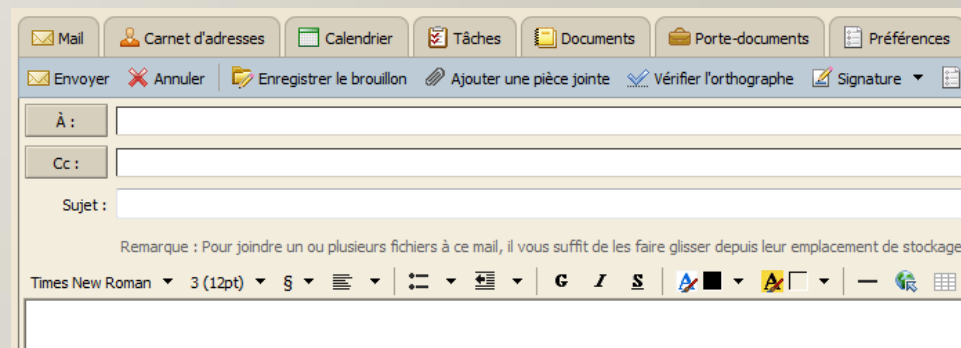 Mail Carnet d'adresses Calendrier Tâches Documents Porte-documents Préférences
Envoyer Annuler Enregistrer le brouillon Ajouter une pièce jointe Vérifier l'orthographe Signature
À :
Cc :
Sujet :
Remarque : Pour joindre un ou plusieurs fichiers à ce mail, il vous suffit de les faire glisser depuis leur emplacement de stockage
Times New Roman 3 (12pt) § G I S